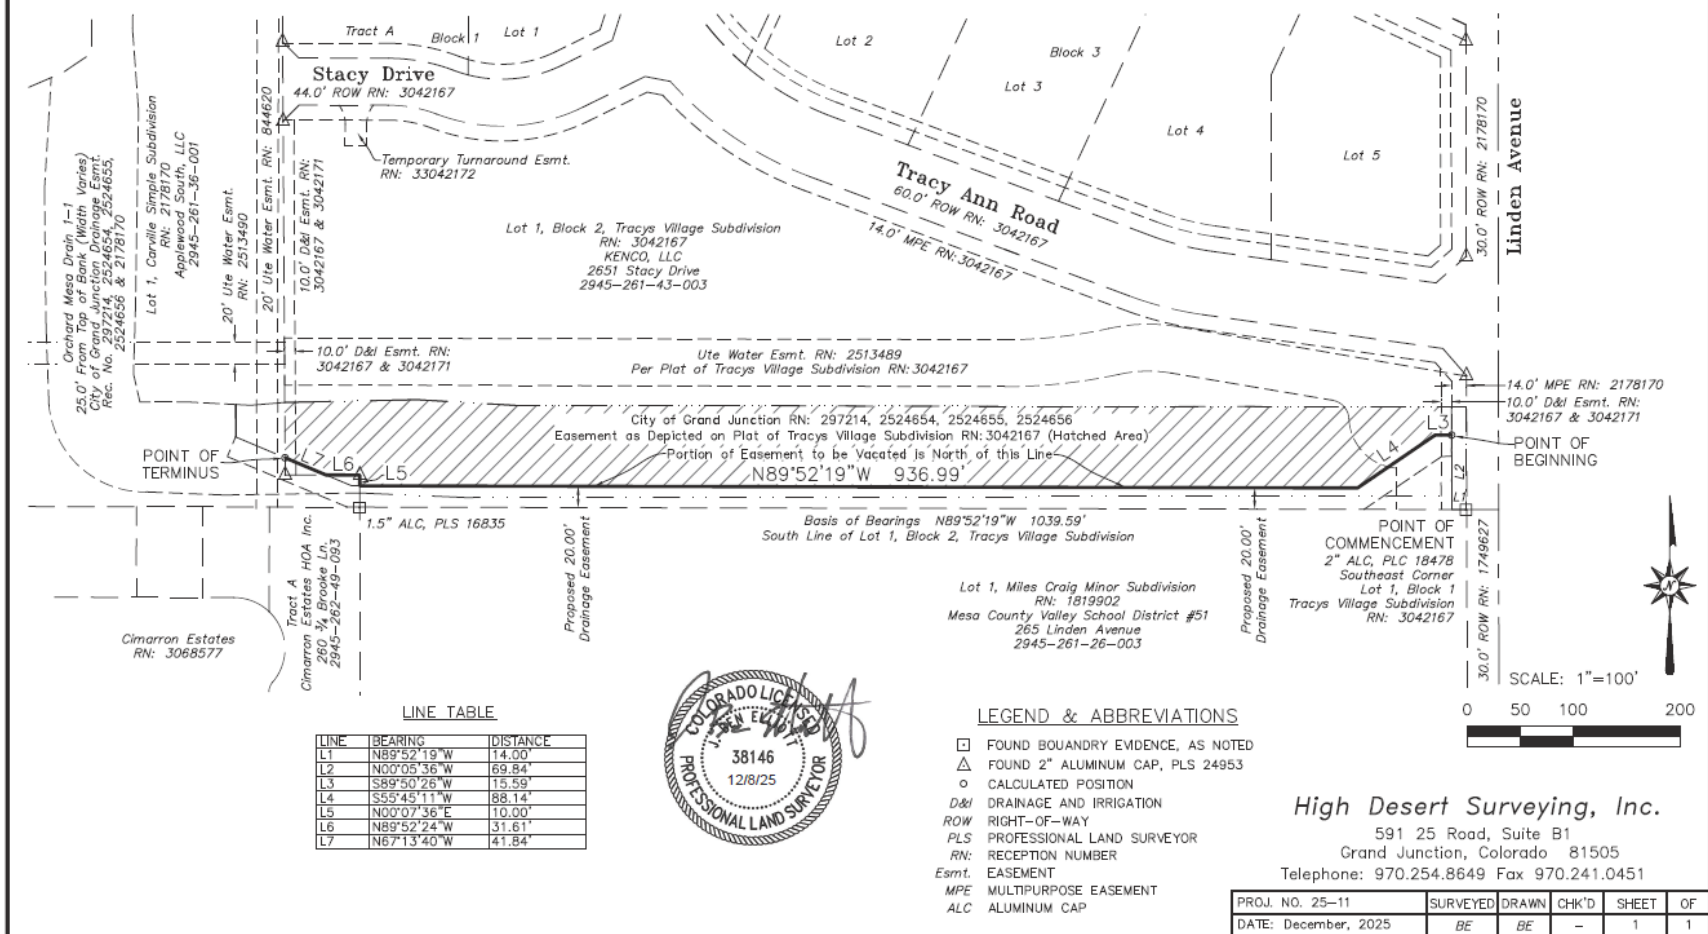 Tract A
Block 1
Lot 1
Stacy Drive
44.0' ROW RN: 3042167
Temporary Turnaround Esmt.
RN: 33042172
Lot 2
Block 3
Lot 3
Lot 4
Lot 5
Tracy Ann Road
60.0' ROW RN: 3042167
14.0' MPE RN: 3042167
30.0' ROW RN: 2178170
Linden Avenue
Orchard Mesa Drain 1-1
25.0' From Top of Bank (Width Varies)
City of Grand Junction Drainage Esmt.
Rec. No. 297214, 2524654, 2524655,
2524656 & 2178170
Lot 1, Carville Simple Subdivision
RN: 2178170
Applewood South, LLC
2945-261-36-001
20' Ute Water Esmt.
RN: 2513490
20' Ute Water Esmt. RN: 844620
10.0' D&I Esmt. RN:
3042167 & 3042171
Lot 1, Block 2, Tracys Village Subdivision
RN: 3042167
KENCO, LLC
2651 Stacy Drive
2945-261-43-003
10.0' D&I Esmt. RN:
3042167 & 3042171
Ute Water Esmt. RN: 2513489
Per Plat of Tracys Village Subdivision RN: 3042167
14.0' MPE RN: 2178170
10.0' D&I Esmt. RN:
3042167 & 3042171
City of Grand Junction RN: 297214, 2524654, 2524655, 2524656
Easement as Depicted on Plat of Tracys Village Subdivision RN: 3042167 (Hatched Area)
Portion of Easement to be Vacated is North of this Line
N89°52'19"W 936.99'
POINT OF
TERMINUS
L7
L6
L5
L4
L3
L2
L1
POINT OF
BEGINNING
1.5" ALC, PLS 16835
Basis of Bearings N89°52'19"W 1039.59'
South Line of Lot 1, Block 2, Tracys Village Subdivision
Proposed 20.00'
Drainage Easement
Proposed 20.00'
Drainage Easement
POINT OF
COMMENCEMENT
2" ALC, PLC 18478
Southeast Corner
Lot 1, Block 1
Tracys Village Subdivision
RN: 3042167
30.0' ROW RN: 1749627
Tract A
Cimarron Estates HOA Inc.
260 3/4 Brooke Ln.
2945-262-49-093
Cimarron Estates
RN: 3068577
Lot 1, Miles Craig Minor Subdivision
RN: 1819902
Mesa County Valley School District #51
265 Linden Avenue
2945-261-26-003
N
SCALE: 1"=100'
0 50 100 200
LINE TABLE
LINE BEARING DISTANCE
L1 N89°52'19"W 14.00'
L2 N00°05'36"W 69.84'
L3 S89°50'26"W 15.59'
L4 S55°45'11"W 88.14'
L5 N00°07'36"E 10.00'
L6 N89°52'24"W 31.61'
L7 N67°13'40"W 41.84'
COLORADO LICENSED
38146
12/8/25
PROFESSIONAL LAND SURVEYOR
LEGEND & ABBREVIATIONS
FOUND BOUANDRY EVIDENCE, AS NOTED
FOUND 2" ALUMINUM CAP, PLS 24953
CALCULATED POSITION
D&I DRAINAGE AND IRRIGATION
ROW RIGHT-OF-WAY
PLS PROFESSIONAL LAND SURVEYOR
RN: RECEPTION NUMBER
Esmt. EASEMENT
MPE MULTIPURPOSE EASEMENT
ALC ALUMINUM CAP
High Desert Surveying, Inc.
591 25 Road, Suite B1
Grand Junction, Colorado 81505
Telephone: 970.254.8649 Fax 970.241.0451
PROJ. NO. 25-11 SURVEYED DRAWN CHK'D SHEET OF
DATE: December, 2025 BE BE - 1 1